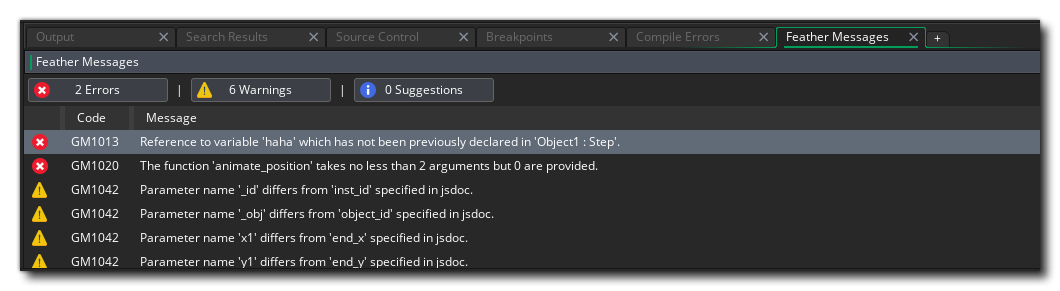 Output Search Results Source Control Breakpoints Compile Errors Feather Messages +
Feather Messages
2 Errors | 6 Warnings | 0 Suggestions
Code Message
GM1013 Reference to variable 'haha' which has not been previously declared in 'Object1 : Step'.
GM1020 The function 'animate_position' takes no less than 2 arguments but 0 are provided.
GM1042 Parameter name '_id' differs from 'inst_id' specified in jsdoc.
GM1042 Parameter name '_obj' differs from 'object_id' specified in jsdoc.
GM1042 Parameter name 'x1' differs from 'end_x' specified in jsdoc.
GM1042 Parameter name 'y1' differs from 'end_y' specified in jsdoc.